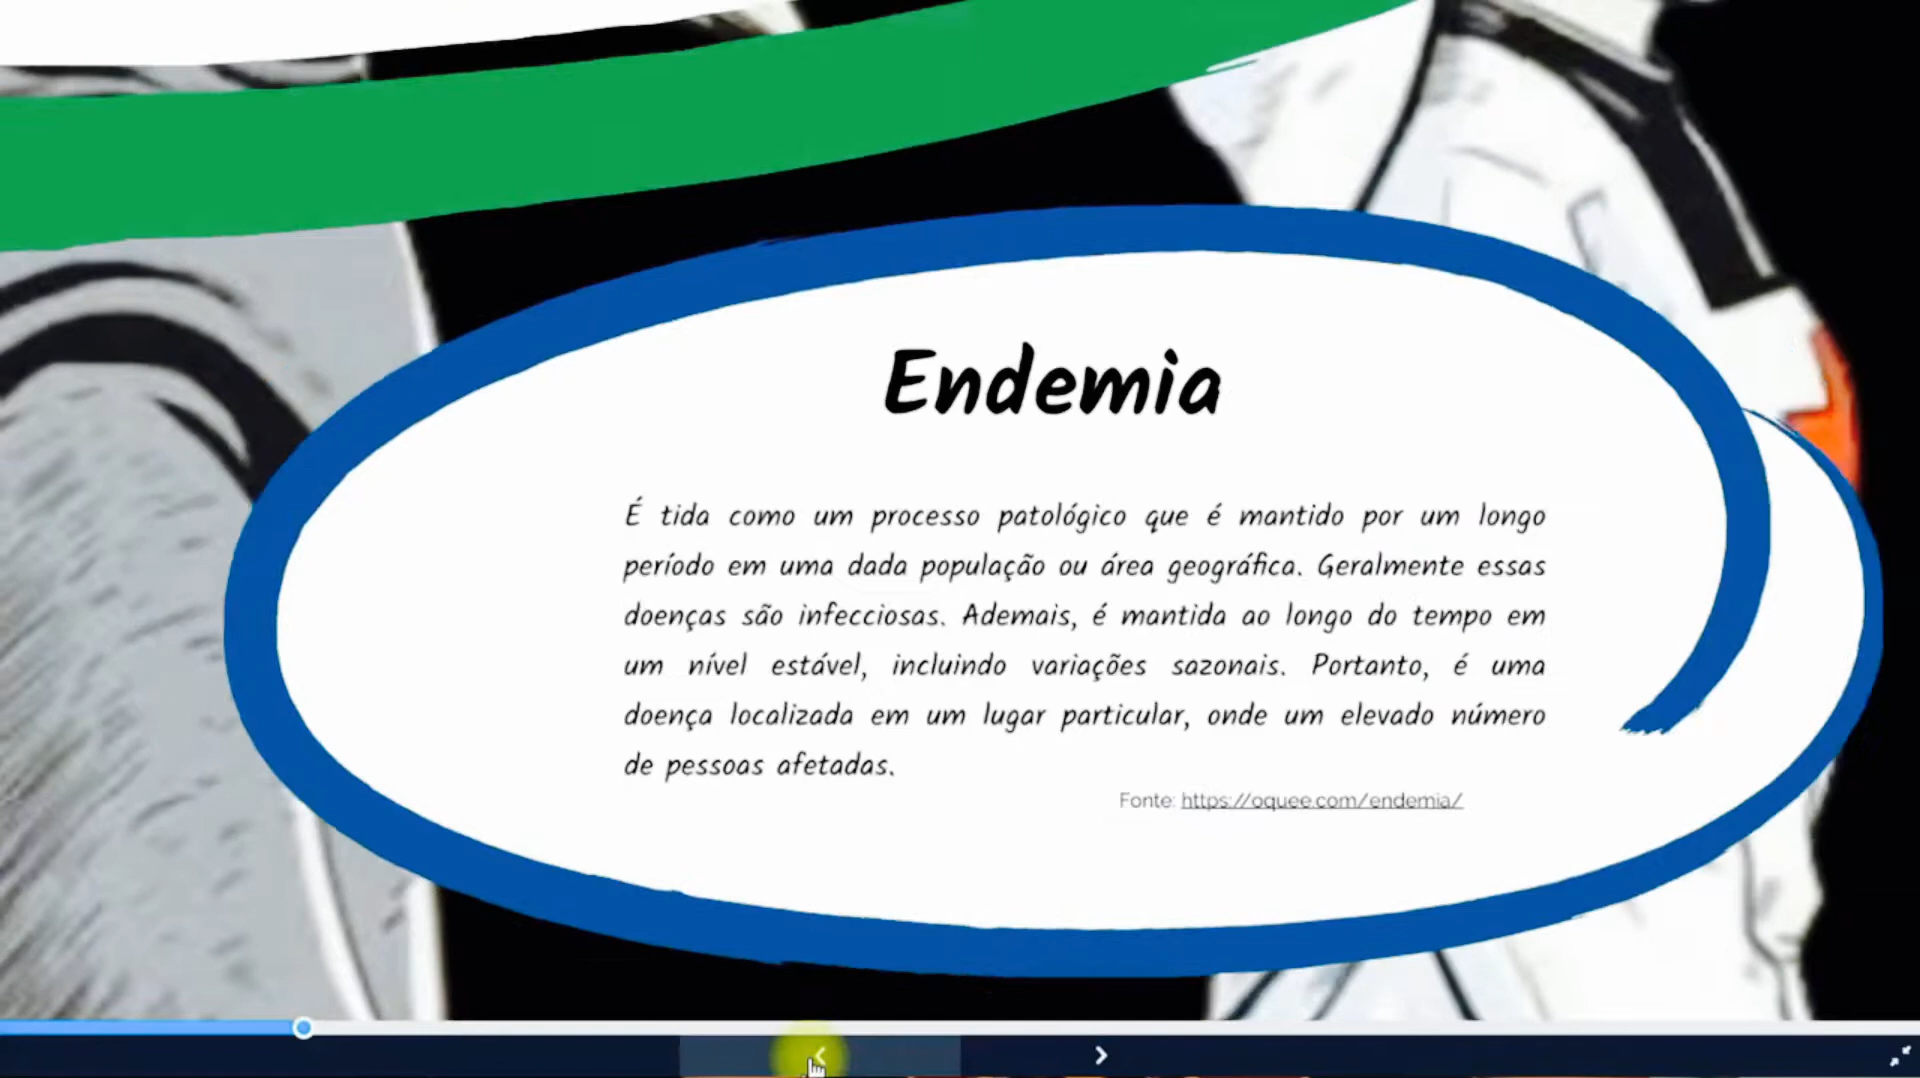 Endemia
É tida como um processo patológico que é mantido por um longo
período em uma dada população ou área geográfica. Geralmente essas
doenças são infecciosas. Ademais, é mantida ao longo do tempo em
um nível estável, incluindo variações sazonais. Portanto, é uma
doença localizada em um lugar particular, onde um elevado número
de pessoas afetadas.
Fonte: https://oquee.com/endemia/